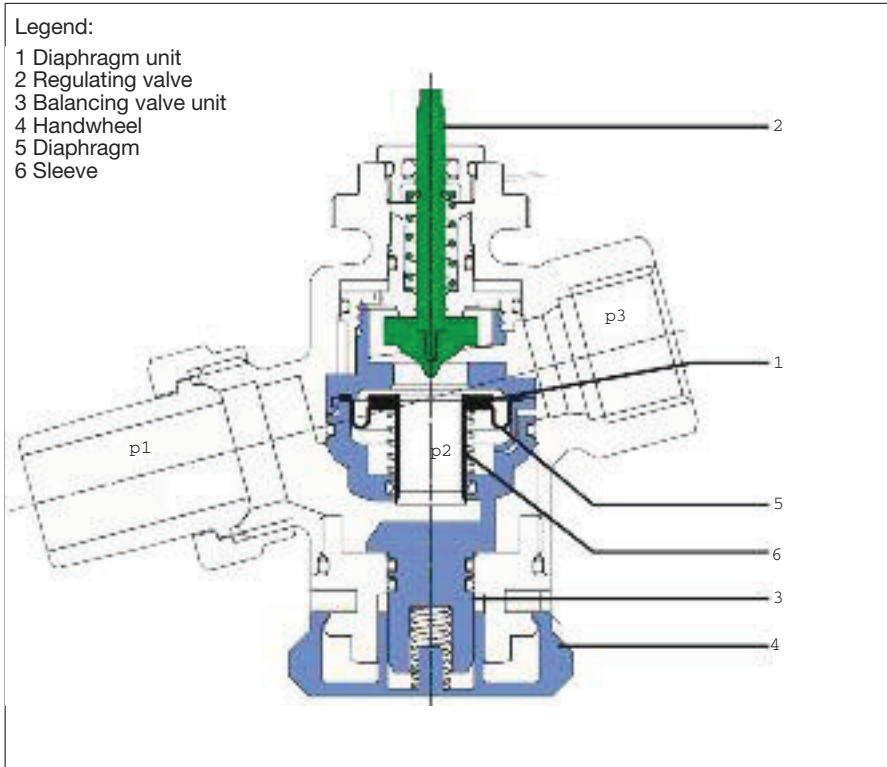 Legend:
1 Diaphragm unit
2 Regulating valve
3 Balancing valve unit
4 Handwheel
5 Diaphragm
6 Sleeve
2
p3
1
p1
p2
5
6
3
4